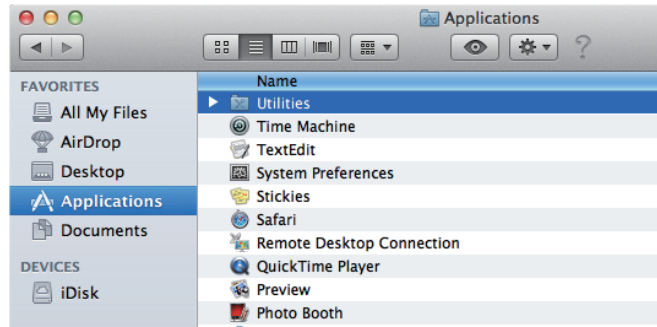 Applications
?
FAVORITES
All My Files
AirDrop
Desktop
Applications
Documents
DEVICES
iDisk
Name
Utilities
Time Machine
TextEdit
System Preferences
Stickies
Safari
Remote Desktop Connection
QuickTime Player
Preview
Photo Booth